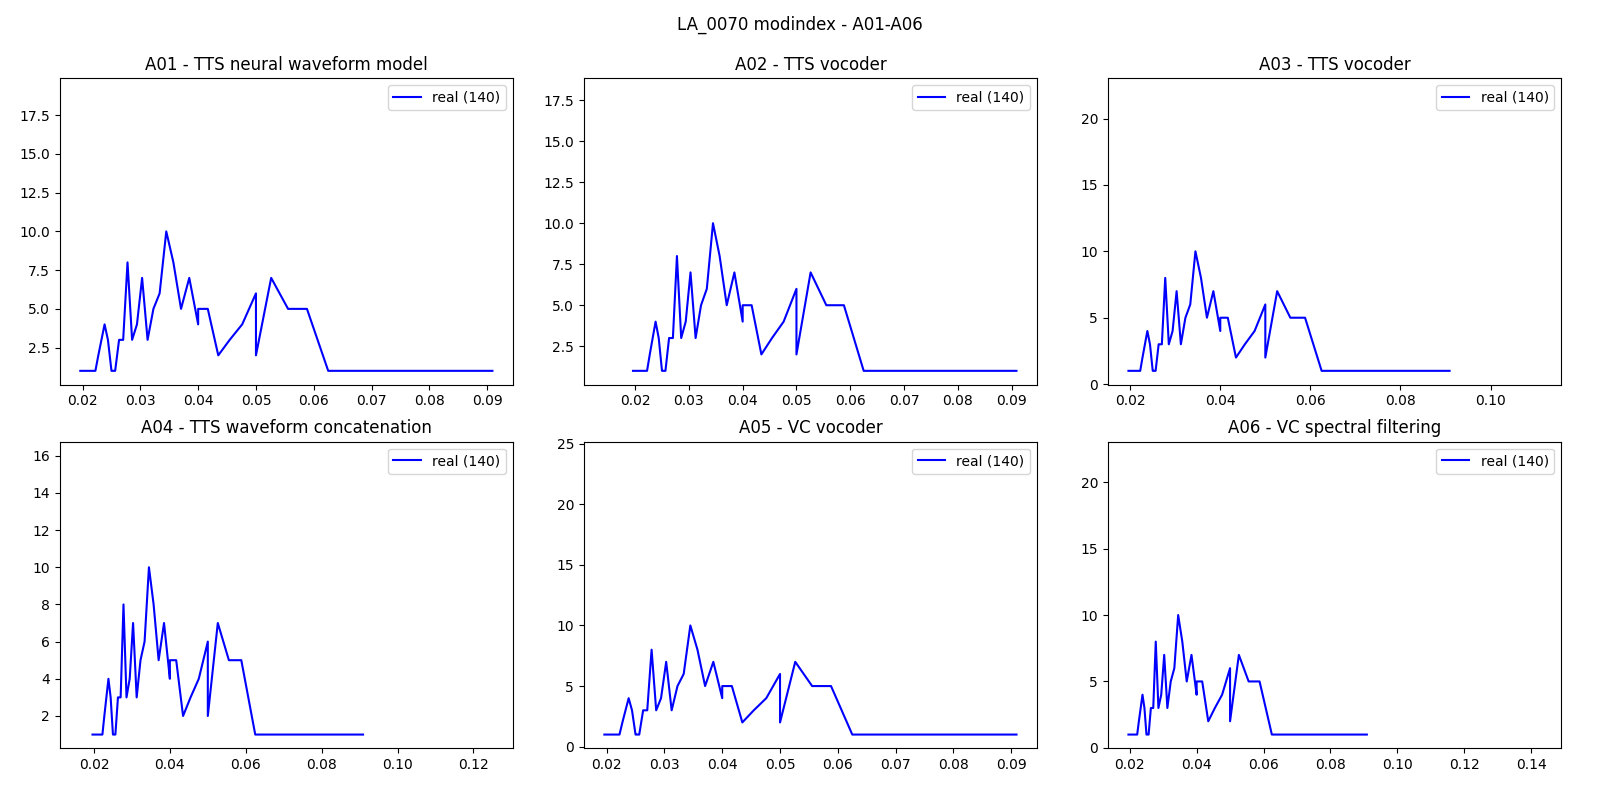 LA_0070 modindex - A01-A06
A01 - TTS neural waveform model
real (140)
17.5
15.0
12.5
10.0
7.5
5.0
2.5
0.02 0.03 0.04 0.05 0.06 0.07 0.08 0.09
A02 - TTS vocoder
real (140)
17.5
15.0
12.5
10.0
7.5
5.0
2.5
0.02 0.03 0.04 0.05 0.06 0.07 0.08 0.09
A03 - TTS vocoder
real (140)
20
15
10
5
0
0.02 0.04 0.06 0.08 0.10
A04 - TTS waveform concatenation
real (140)
16
14
12
10
8
6
4
2
0.02 0.04 0.06 0.08 0.10 0.12
A05 - VC vocoder
real (140)
25
20
15
10
5
0
0.02 0.03 0.04 0.05 0.06 0.07 0.08 0.09
A06 - VC spectral filtering
real (140)
20
15
10
5
0
0.02 0.04 0.06 0.08 0.10 0.12 0.14